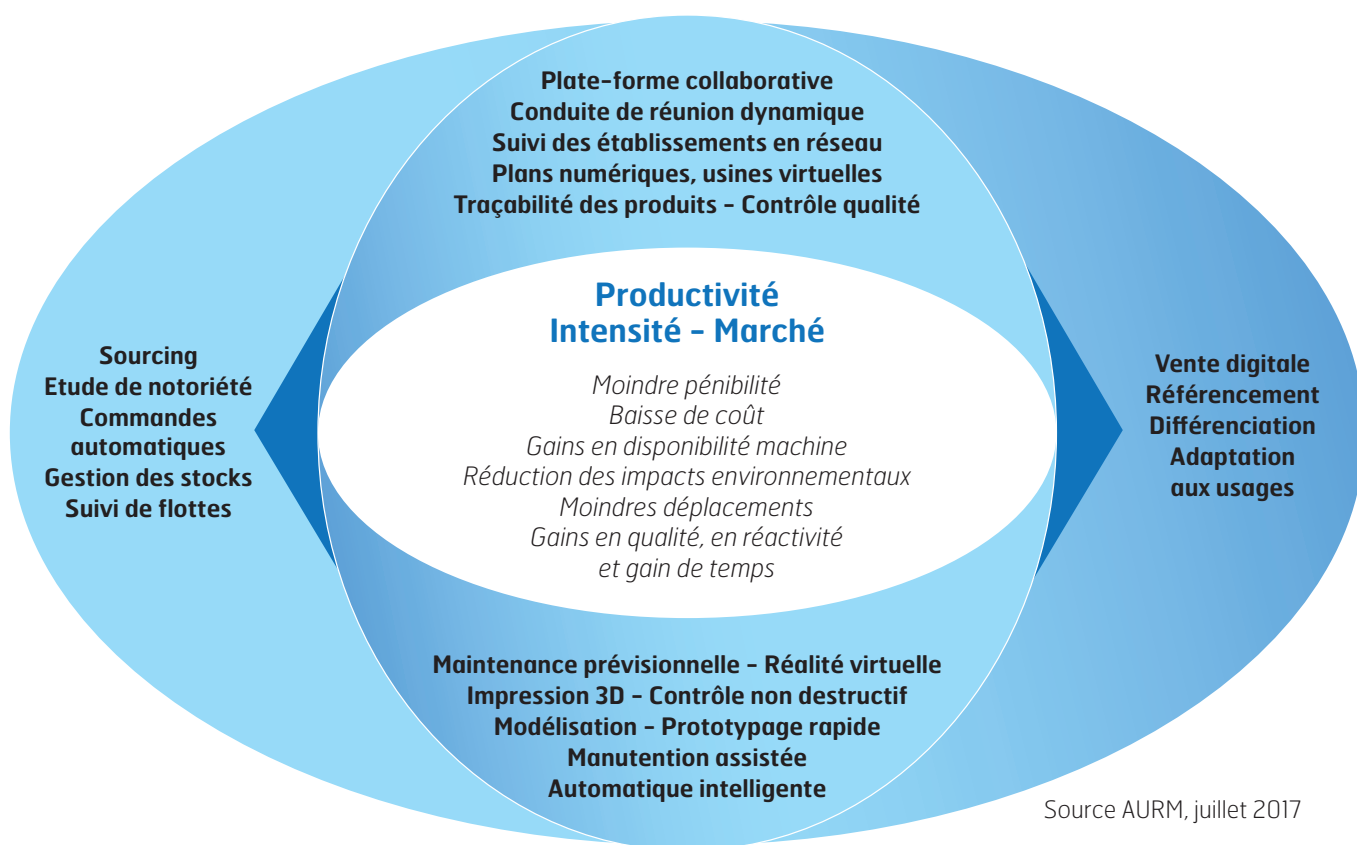 Plate-forme collaborative
Conduite de réunion dynamique
Suivi des établissements en réseau
Plans numériques, usines virtuelles
Traçabilité des produits – Contrôle qualité
Productivité
Intensité – Marché
Moindre pénibilité
Baisse de coût
Gains en disponibilité machine
Réduction des impacts environnementaux
Moindres déplacements
Gains en qualité, en réactivité
et gain de temps
Sourcing
Etude de notoriété
Commandes
automatiques
Gestion des stocks
Suivi de flottes
Vente digitale
Référencement
Différenciation
Adaptation
aux usages
Maintenance prévisionnelle – Réalité virtuelle
Impression 3D – Contrôle non destructif
Modélisation – Prototypage rapide
Manutention assistée
Automatique intelligente
Source AURM, juillet 2017